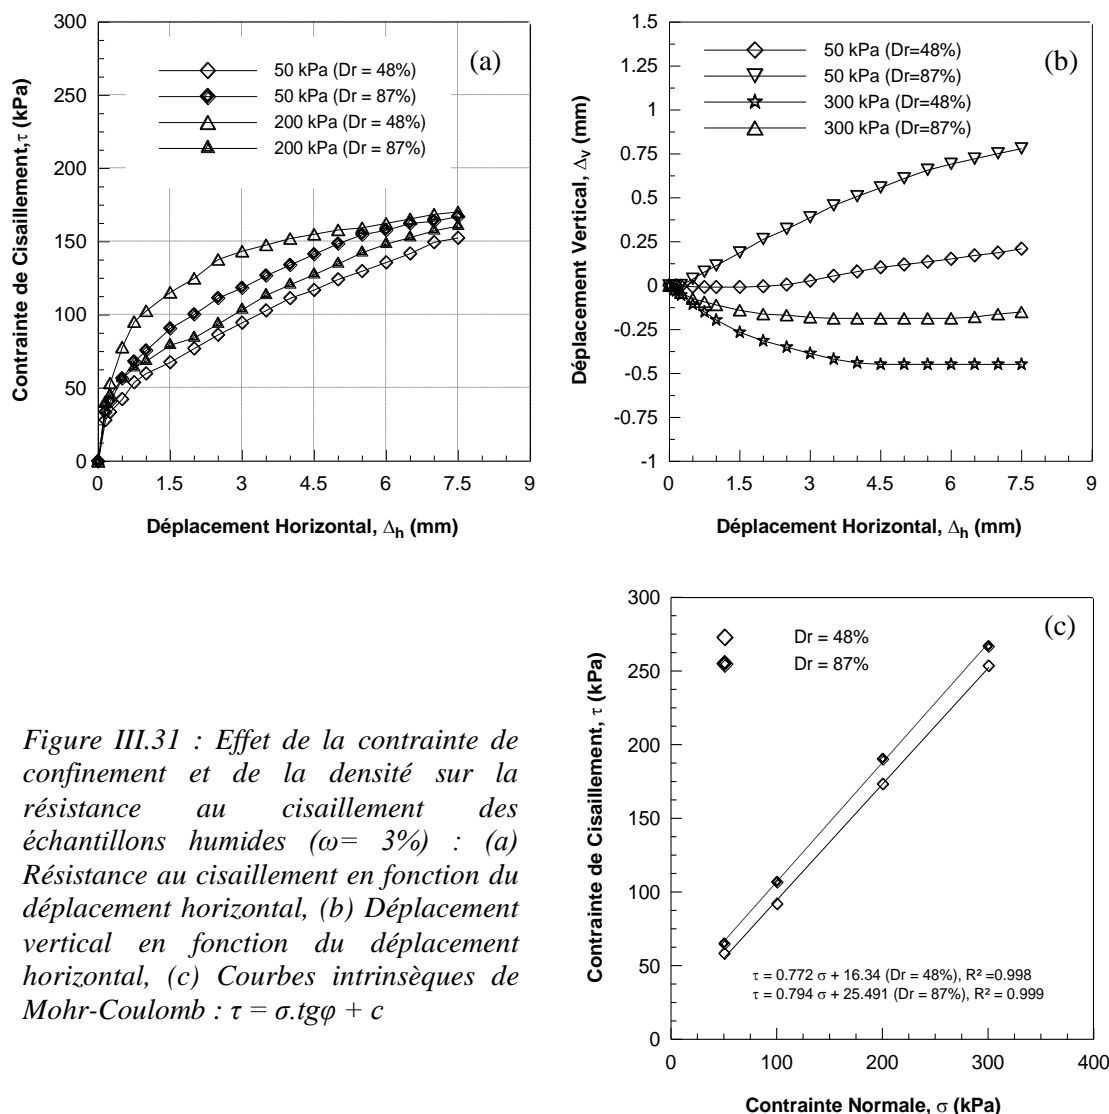 300
250
200
150
100
50
0
Contrainte de Cisaillement,τ (kPa)
(a)
50 kPa (Dr = 48%)
50 kPa (Dr = 87%)
200 kPa (Dr = 48%)
200 kPa (Dr = 87%)
0 1.5 3 4.5 6 7.5 9
Déplacement Horizontal, Δh (mm)
1.5
1.25
1
0.75
0.5
0.25
0
-0.25
-0.5
-0.75
-1
Déplacement Vertical, Δv (mm)
(b)
50 kPa (Dr=48%)
50 kPa (Dr=87%)
300 kPa (Dr=48%)
300 kPa (Dr=87%)
0 1.5 3 4.5 6 7.5 9
Déplacement Horizontal, Δh (mm)
Figure III.31 : Effet de la contrainte de
confinement et de la densité sur la
résistance au cisaillement des
échantillons humides (ω= 3%) : (a)
Résistance au cisaillement en fonction du
déplacement horizontal, (b) Déplacement
vertical en fonction du déplacement
horizontal, (c) Courbes intrinsèques de
Mohr-Coulomb : τ = σ.tgφ + c
300
250
200
150
100
50
0
Contrainte de Cisaillement, τ (kPa)
(c)
Dr = 48%
Dr = 87%
τ = 0.772 σ + 16.34 (Dr = 48%), R² =0.998
τ = 0.794 σ + 25.491 (Dr = 87%), R² = 0.999
0 100 200 300 400
Contrainte Normale, σ (kPa)